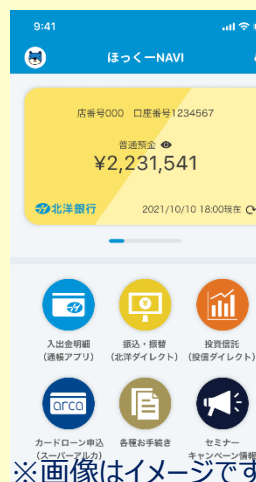 9:41
ほっくーNAVI
店番号000 口座番号1234567
普通預金
¥2,231,541
北洋銀行
2021/10/10 18:00現在
入出金明細
(通帳アプリ)
振込・振替
(北洋ダイレクト)
投資信託
(投信ダイレクト)
arca
カードローン申込
(スーパーアルカ)
各種お手続き
セミナー
キャンペーン情報
※画像はイメージです